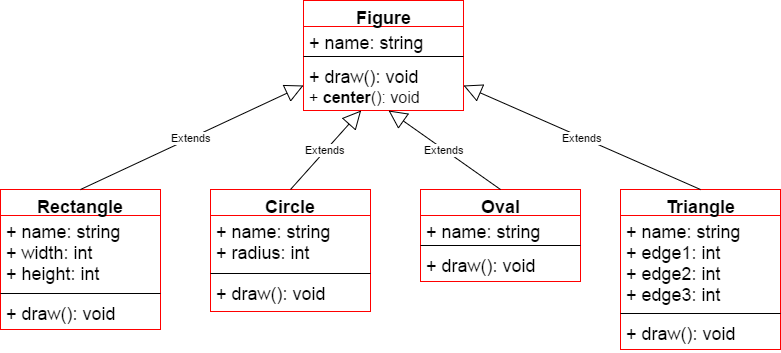 Figure
+ name: string
+ draw(): void
+ center(): void
Extends
Extends
Extends
Extends
Rectangle
+ name: string
+ width: int
+ height: int
+ draw(): void
Circle
+ name: string
+ radius: int
+ draw(): void
Oval
+ name: string
+ draw(): void
Triangle
+ name: string
+ edge1: int
+ edge2: int
+ edge3: int
+ draw(): void